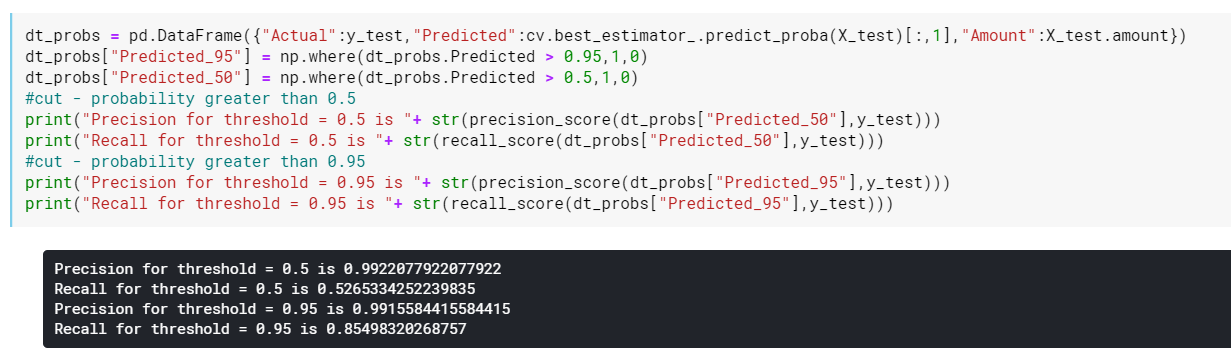 dt_probs = pd.DataFrame({"Actual":y_test,"Predicted":cv.best_estimator_.predict_proba(X_test)[:,1],"Amount":X_test.amount})
dt_probs["Predicted_95"] = np.where(dt_probs.Predicted > 0.95,1,0)
dt_probs["Predicted_50"] = np.where(dt_probs.Predicted > 0.5,1,0)
#cut - probability greater than 0.5
print("Precision for threshold = 0.5 is "+ str(precision_score(dt_probs["Predicted_50"],y_test)))
print("Recall for threshold = 0.5 is "+ str(recall_score(dt_probs["Predicted_50"],y_test)))
#cut - probability greater than 0.95
print("Precision for threshold = 0.95 is "+ str(precision_score(dt_probs["Predicted_95"],y_test)))
print("Recall for threshold = 0.95 is "+ str(recall_score(dt_probs["Predicted_95"],y_test)))
Precision for threshold = 0.5 is 0.9922077922077922
Recall for threshold = 0.5 is 0.5265334252239835
Precision for threshold = 0.95 is 0.9915584415584415
Recall for threshold = 0.95 is 0.85498320268757